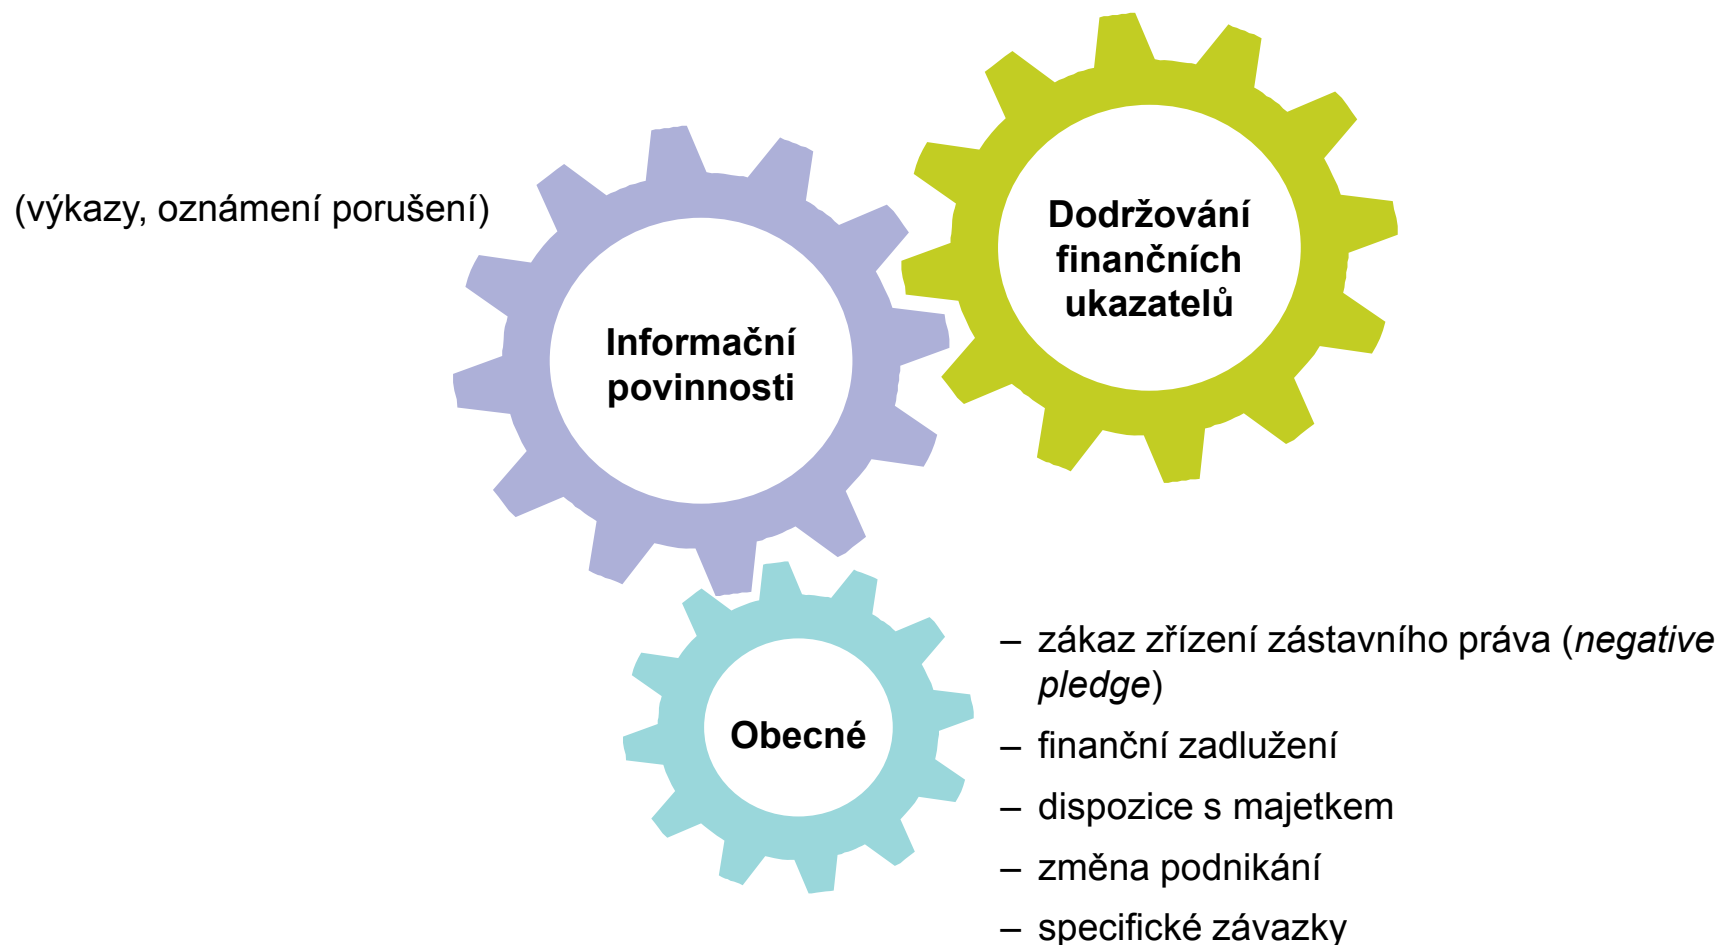 (výkazy, oznámení porušení)
Informační
povinnosti
Dodržování
finančních
ukazatelů
Obecné
– zákaz zřízení zástavního práva (negative
pledge)
– finanční zadlužení
– dispozice s majetkem
– změna podnikání
– specifické závazky